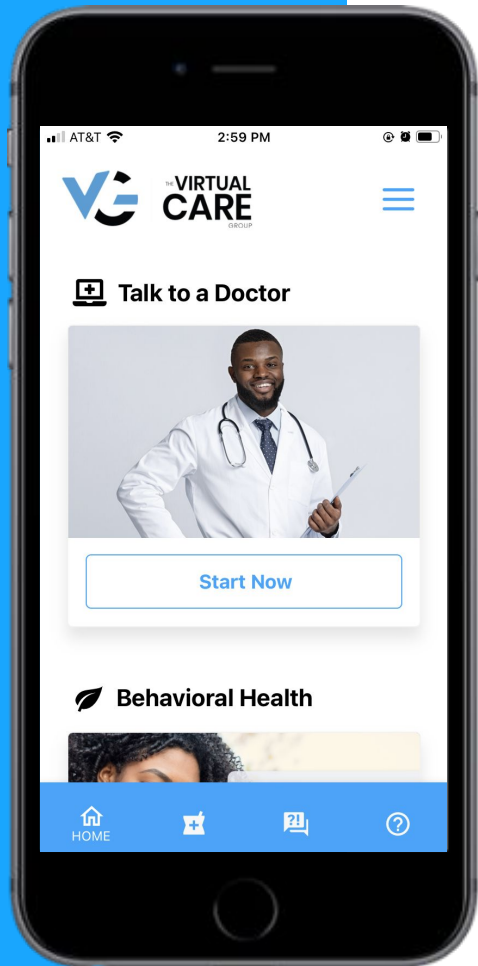 AT&T
2:59 PM
VG
THE VIRTUAL
CARE
GROUP
Talk to a Doctor
Start Now
Behavioral Health
?!
?
HOME